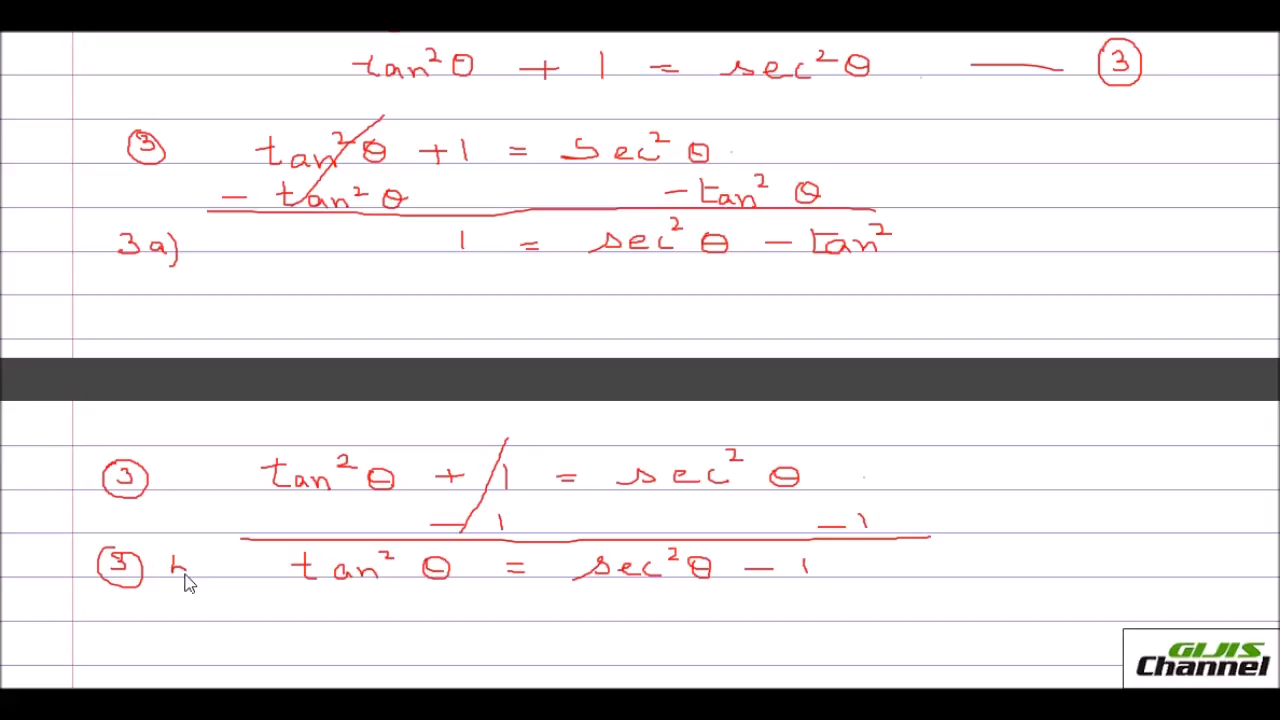 tan²θ + 1 = sec²θ —— ③
③ tan²θ + 1 = sec²θ
− tan²θ − tan²θ
3a) 1 = sec²θ − tan²
③ tan²θ + 1 = sec²θ
− 1 − 1
③ tan²θ = sec²θ − 1
GIJIS
Channel